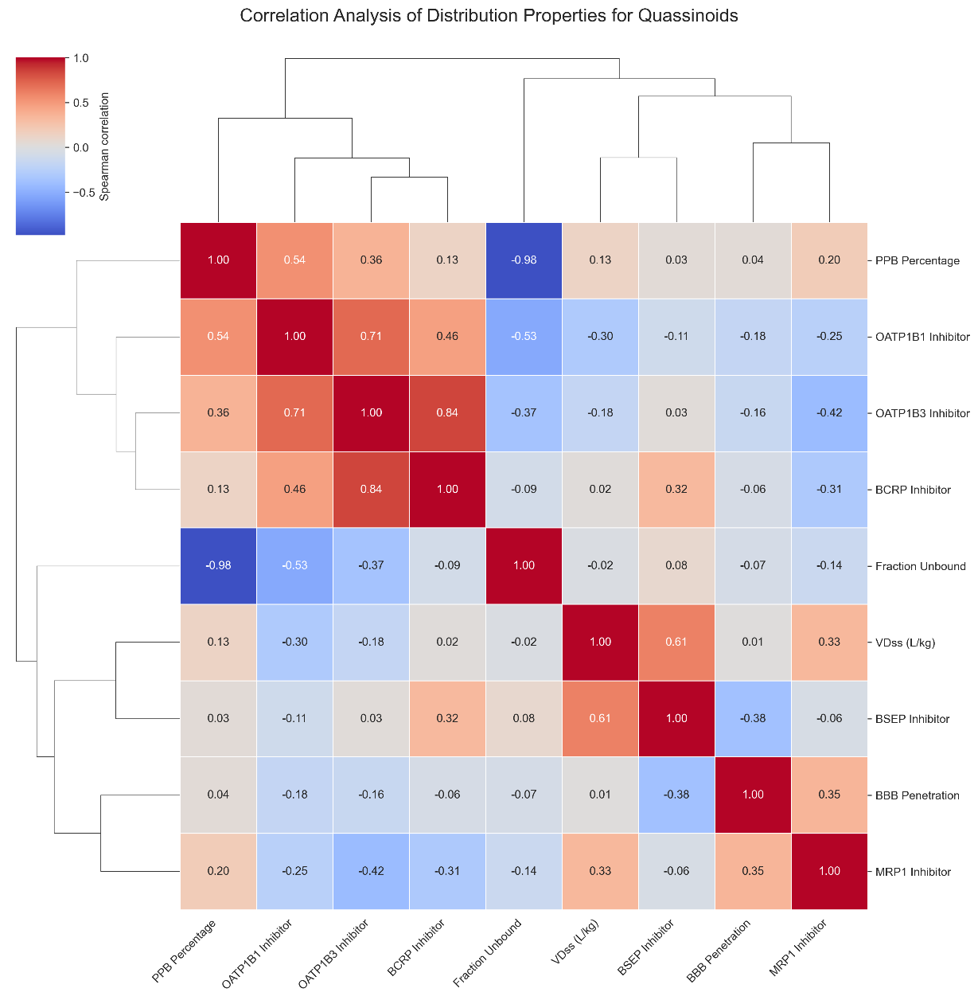 Correlation Analysis of Distribution Properties for Quassinoids
1.0
0.5
0.0
−0.5
Spearman correlation
1.00 0.54 0.36 0.13 -0.98 0.13 0.03 0.04 0.20 PPB Percentage
0.54 1.00 0.71 0.46 -0.53 -0.30 -0.11 -0.18 -0.25 OATP1B1 Inhibitor
0.36 0.71 1.00 0.84 -0.37 -0.18 0.03 -0.16 -0.42 OATP1B3 Inhibitor
0.13 0.46 0.84 1.00 -0.09 0.02 0.32 -0.06 -0.31 BCRP Inhibitor
-0.98 -0.53 -0.37 -0.09 1.00 -0.02 0.08 -0.07 -0.14 Fraction Unbound
0.13 -0.30 -0.18 0.02 -0.02 1.00 0.61 0.01 0.33 VDss (L/kg)
0.03 -0.11 0.03 0.32 0.08 0.61 1.00 -0.38 -0.06 BSEP Inhibitor
0.04 -0.18 -0.16 -0.06 -0.07 0.01 -0.38 1.00 0.35 BBB Penetration
0.20 -0.25 -0.42 -0.31 -0.14 0.33 -0.06 0.35 1.00 MRP1 Inhibitor
PPB Percentage
OATP1B1 Inhibitor
OATP1B3 Inhibitor
BCRP Inhibitor
Fraction Unbound
VDss (L/kg)
BSEP Inhibitor
BBB Penetration
MRP1 Inhibitor